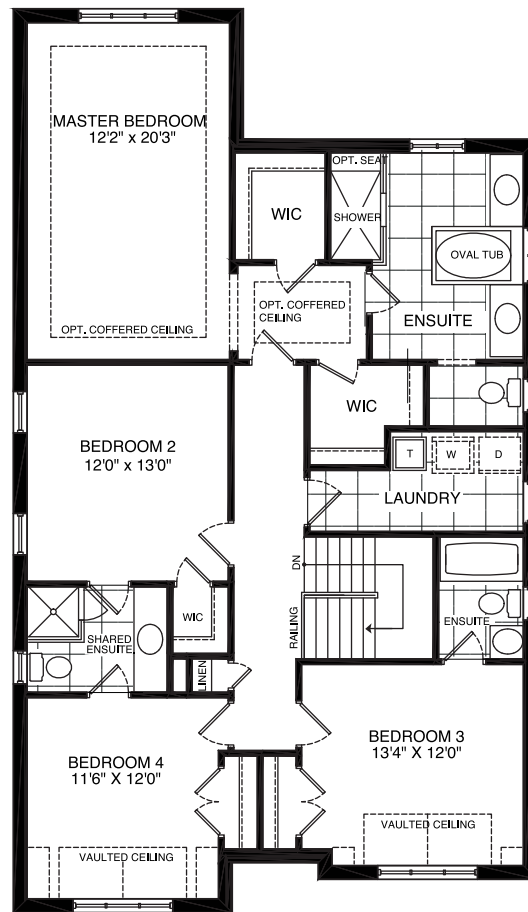 MASTER BEDROOM
12'2" x 20'3"
OPT. COFFERED CEILING
WIC
OPT. SEAT
SHOWER
OVAL TUB
OPT. COFFERED
CEILING
ENSUITE
WIC
BEDROOM 2
12'0" x 13'0"
T
W
D
LAUNDRY
DN
RAILING
WIC
SHARED
ENSUITE
LINEN
ENSUITE
BEDROOM 4
11'6" X 12'0"
VAULTED CEILING
BEDROOM 3
13'4" X 12'0"
VAULTED CEILING